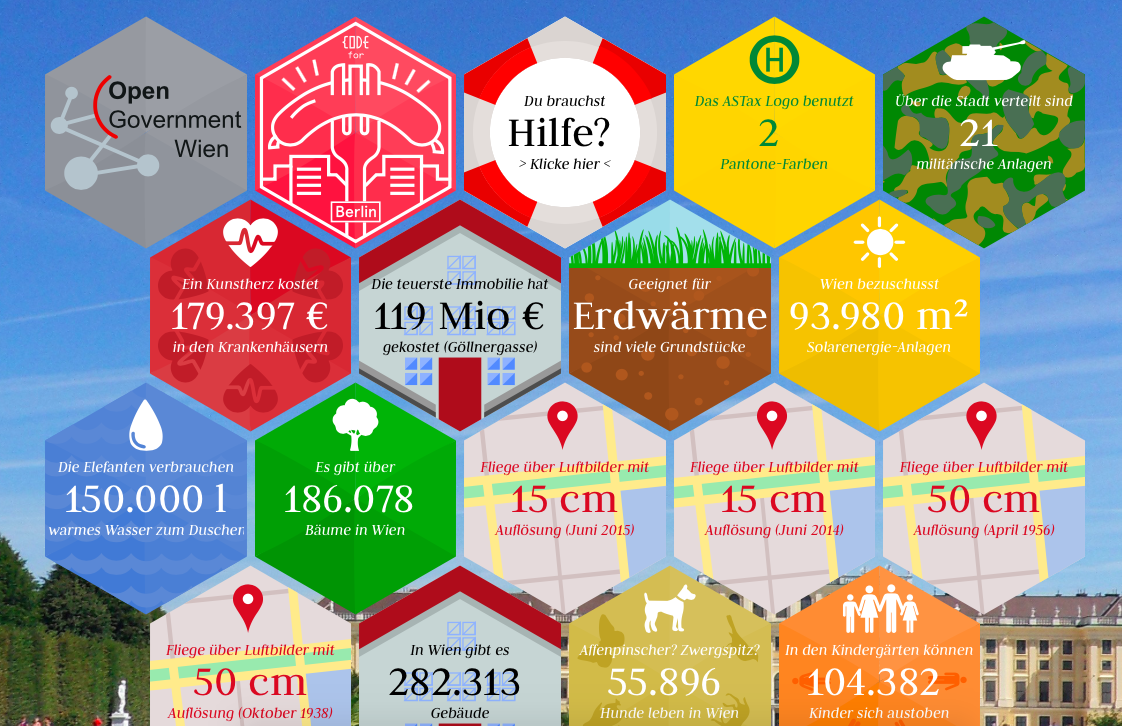 Open
Government
Wien
CODE
for
Berlin
Du brauchst
Hilfe?
> Klicke hier <
H
Das ASTax Logo benutzt
2
Pantone-Farben
Über die Stadt verteilt sind
21
militärische Anlagen
Ein Kunstherz kostet
179.397 €
in den Krankenhäusern
Die teuerste Immobilie hat
119 Mio €
gekostet (Göllnergasse)
Geeignet für
Erdwärme
sind viele Grundstücke
Wien bezuschusst
93.980 m²
Solarenergie-Anlagen
Die Elefanten verbrauchen
150.000 l
warmes Wasser zum Duschen
Es gibt über
186.078
Bäume in Wien
Fliege über Luftbilder mit
15 cm
Auflösung (Juni 2015)
Fliege über Luftbilder mit
15 cm
Auflösung (Juni 2014)
Fliege über Luftbilder mit
50 cm
Auflösung (April 1956)
Fliege über Luftbilder mit
50 cm
Auflösung (Oktober 1938)
In Wien gibt es
282.313
Gebäude
Affenpinscher? Zwergspitz?
55.896
Hunde leben in Wien
In den Kindergärten können
104.382
Kinder sich austoben